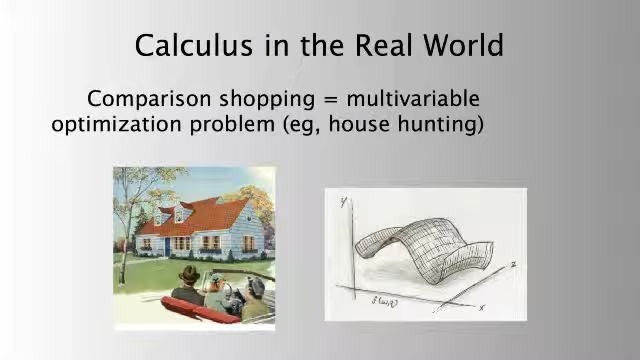 Calculus in the Real World
Comparison shopping = multivariable
optimization problem (eg, house hunting)
y
z
x